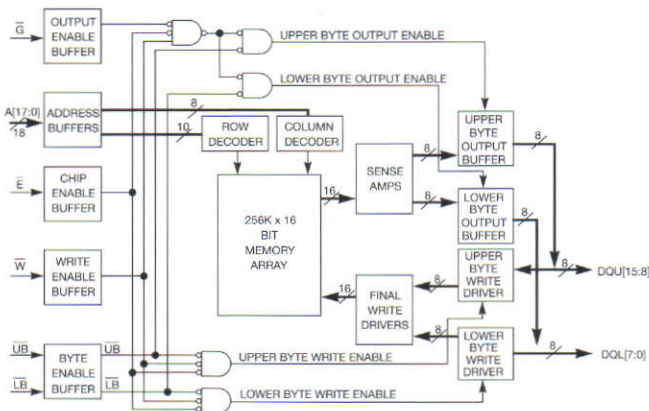 G̅
OUTPUT
ENABLE
BUFFER
UPPER BYTE OUTPUT ENABLE
LOWER BYTE OUTPUT ENABLE
A[17:0]
18
ADDRESS
BUFFERS
8
10
ROW
DECODER
COLUMN
DECODER
E̅
CHIP
ENABLE
BUFFER
256K x 16
BIT
MEMORY
ARRAY
16
SENSE
AMPS
8
8
UPPER
BYTE
OUTPUT
BUFFER
8
LOWER
BYTE
OUTPUT
BUFFER
8
W̅
WRITE
ENABLE
BUFFER
16
FINAL
WRITE
DRIVERS
8
8
UPPER
BYTE
WRITE
DRIVER
8
DQU[15:8]
LOWER
BYTE
WRITE
DRIVER
8
DQL[7:0]
U̅B̅
L̅B̅
BYTE
ENABLE
BUFFER
U̅B̅
L̅B̅
UPPER BYTE WRITE ENABLE
LOWER BYTE WRITE ENABLE